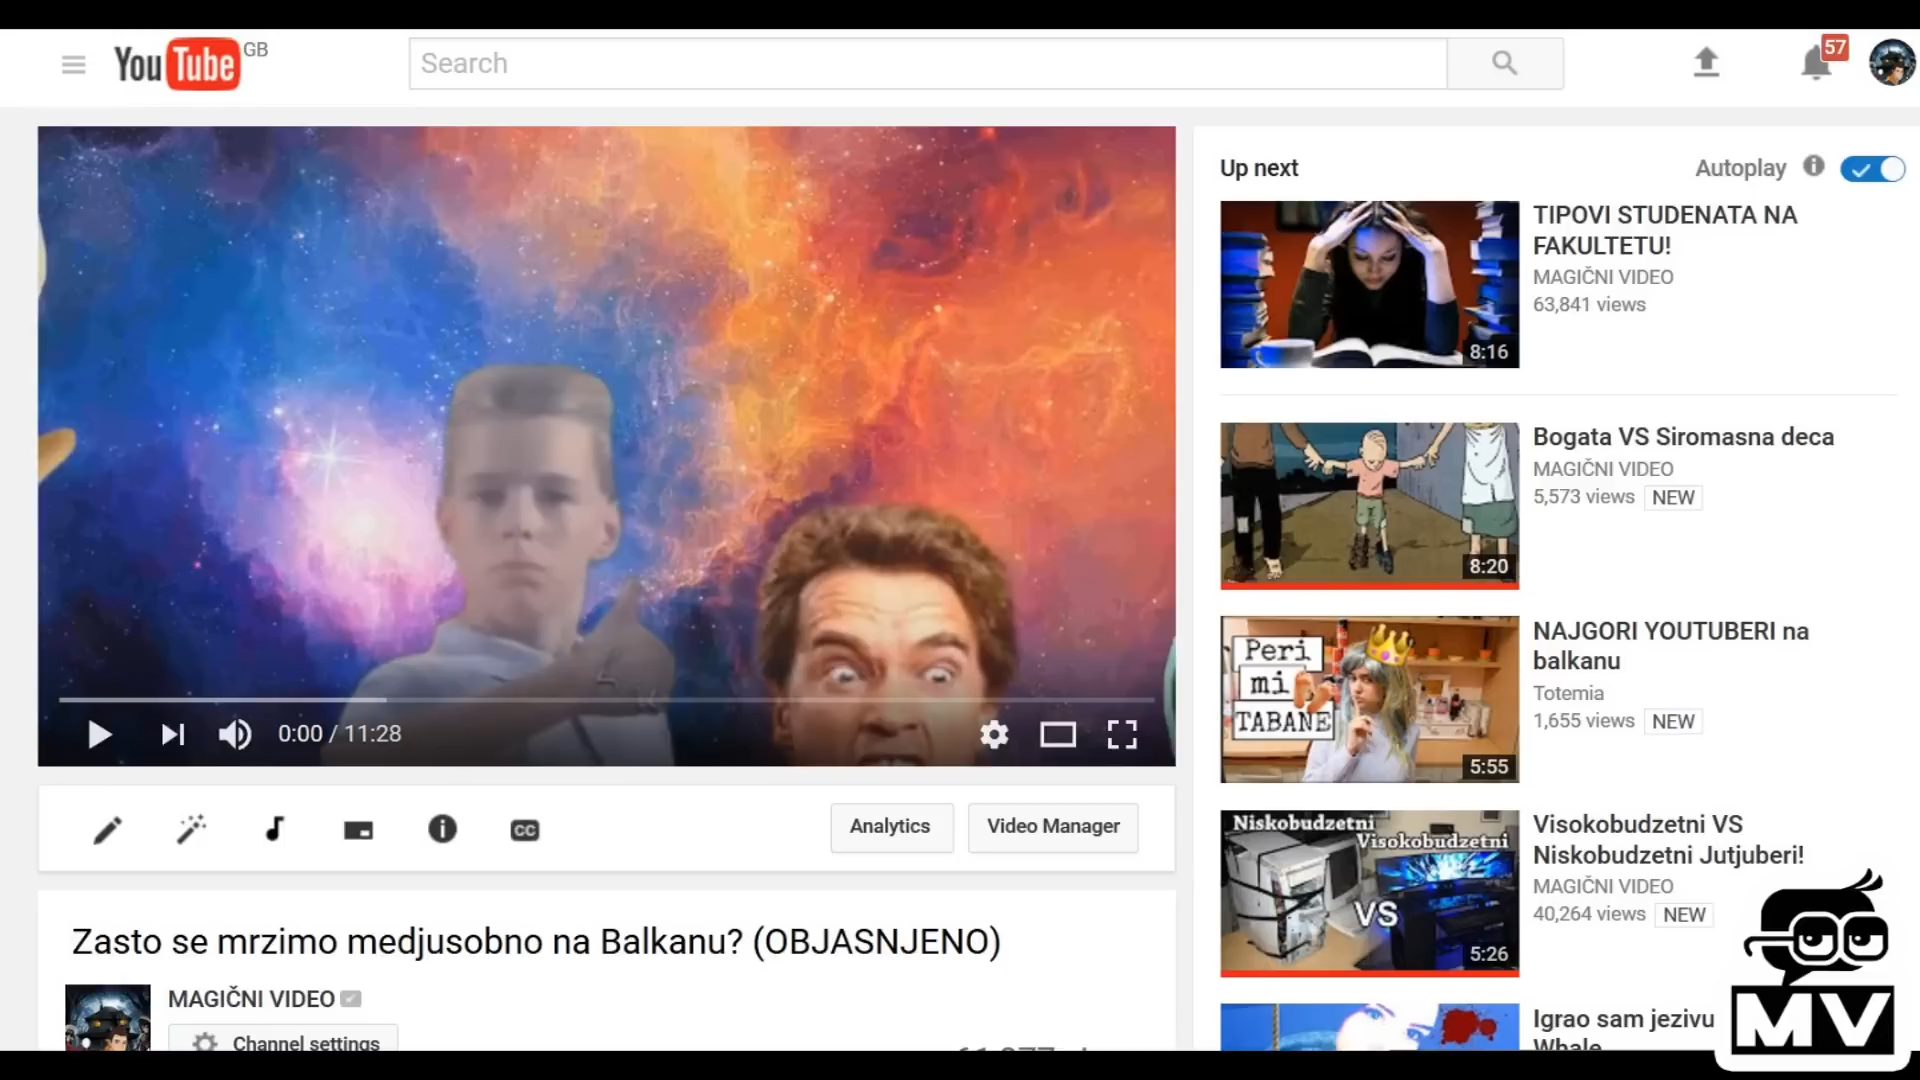 YouTube GB
Search
57
Up next
Autoplay
TIPOVI STUDENATA NA
FAKULTETU!
MAGIČNI VIDEO
63,841 views
8:16
Bogata VS Siromasna deca
MAGIČNI VIDEO
5,573 views NEW
8:20
Peri
mi
TABANE
5:55
NAJGORI YOUTUBERI na
balkanu
Totemia
1,655 views NEW
Niskobudzetni
Visokobudzetni
VS
5:26
Visokobudzetni VS
Niskobudzetni Jutjuberi!
MAGIČNI VIDEO
40,264 views NEW
Igrao sam jezivu
Whale
0:00 / 11:28
CC
Analytics
Video Manager
Zasto se mrzimo medjusobno na Balkanu? (OBJASNJENO)
MAGIČNI VIDEO
Channel settings
MV